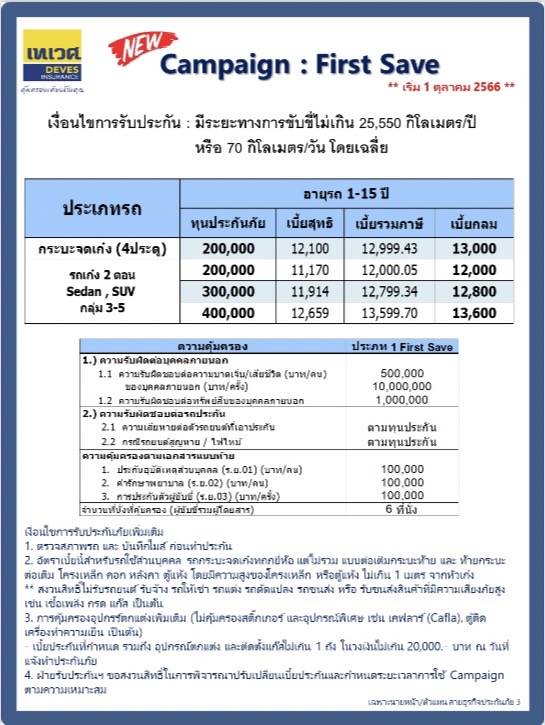 เทเวศ
DEVES
INSURANCE
คุ้มครองเคียงข้างคุณ
NEW
Campaign : First Save
** เริ่ม 1 ตุลาคม 2566 **
เงื่อนไขการรับประกัน : มีระยะทางการขับขี่ไม่เกิน 25,550 กิโลเมตร/ปี
หรือ 70 กิโลเมตร/วัน โดยเฉลี่ย
ประเภทรถ
อายุรถ 1-15 ปี
ทุนประกันภัย เบี้ยสุทธิ เบี้ยรวมภาษี เบี้ยกลม
กระบะจดเก๋ง (4ประตู) 200,000 12,100 12,999.43 13,000
รถเก๋ง 2 ตอน
Sedan , SUV
กลุ่ม 3-5
200,000 11,170 12,000.05 12,000
300,000 11,914 12,799.34 12,800
400,000 12,659 13,599.70 13,600
ความคุ้มครอง ประเภท 1 First Save
1.) ความรับผิดต่อบุคคลภายนอก
1.1 ความรับผิดชอบต่อความบาดเจ็บ/เสียชีวิต (บาท/คน) 500,000
ของบุคคลภายนอก (บาท/ครั้ง) 10,000,000
1.2 ความรับผิดชอบต่อทรัพย์สินของบุคคลภายนอก 1,000,000
2.) ความรับผิดชอบต่อรถประกัน
2.1 ความเสียหายต่อตัวรถยนต์ที่เอาประกัน ตามทุนประกัน
2.2 กรณีรถยนต์สูญหาย / ไฟไหม้ ตามทุนประกัน
ความคุ้มครองตามเอกสารแนบท้าย
1. ประกันอุบัติเหตุส่วนบุคคล (ร.ย.01) (บาท/คน) 100,000
2. ค่ารักษาพยาบาล (ร.ย.02) (บาท/คน) 100,000
3. การประกันตัวผู้ขับขี่ (ร.ย.03) (บาท/ครั้ง) 100,000
จำนวนที่นั่งที่คุ้มครอง (ผู้ขับขี่รวมผู้โดยสาร) 6 ที่นั่ง
เงื่อนไขการรับประกันภัยเพิ่มเติม
1. ตรวจสภาพรถ และ บันทึกไมล์ ก่อนทำประกัน
2. อัตราเบี้ยนี้สำหรับรถใช้ส่วนบุคคล รถกระบะจดเก๋งทุกยี่ห้อ แต่ไม่รวม แบบต่อเติมกระบะท้าย และ ท้ายกระบะ
ต่อเติม โครงเหล็ก คอก หลังคา ตู้แห้ง โดยมีความสูงของโครงเหล็ก หรือตู้แห้ง ไม่เกิน 1 เมตร จากหัวเก๋ง
** สงวนสิทธิ์ไม่รับรถยนต์ รับจ้าง รถให้เช่า รถแต่ง รถดัดแปลง รถขนส่ง หรือ รับขนส่งสินค้าที่มีความเสี่ยงภัยสูง
เช่น เชื้อเพลิง กรด แก๊ส เป็นต้น
3. การคุ้มครองอุปกรร์ตกแต่งเพิ่มเติม (ไม่คุ้มครองสติ๊กเกอร์ และอุปกรณ์พิเศษ เช่น เคฟลาร์ (Cafla), ตู้ติด
เครื่องทำความเย็น เป็นต้น)
- เบี้ยประกันที่กำหนด รวมถึง อุปกรณ์ตกแต่ง และติดตั้งแก๊สไม่เกิน 1 ถัง ในวงเงินไม่เกิน 20,000.- บาท ณ วันที่
แจ้งทำประกันภัย
4. ฝ่ายรับประกันฯ ขอสงวนสิทธิในการพิจารณาปรับเปลี่ยนเบี้ยประกันและกำหนดระยะเวลาการใช้ Campaign
ตามความเหมาะสม
เฉพาะนายหน้า/ตัวแทน สายธุรกิจประกันภัย 3